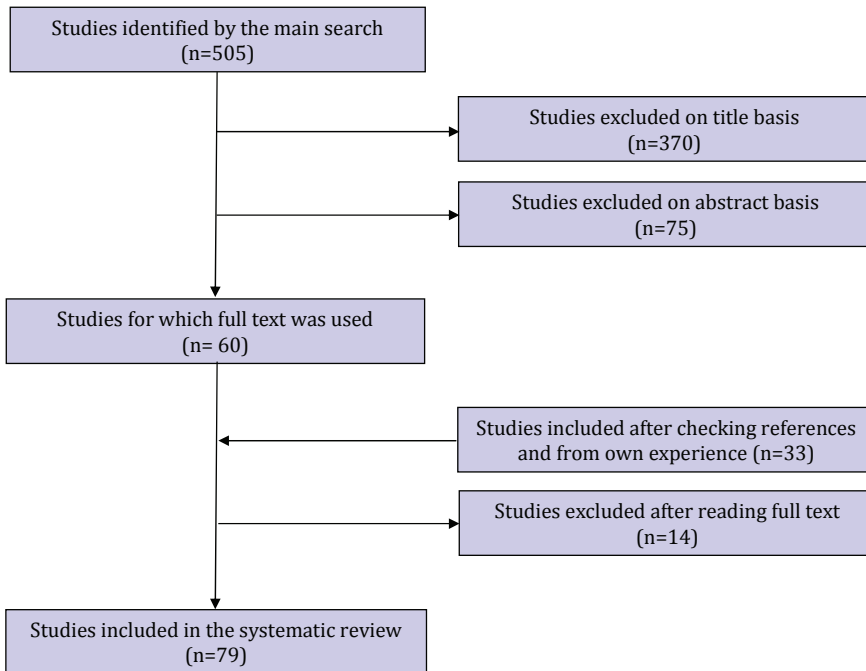 Studies identified by the main search
(n=505)
Studies excluded on title basis
(n=370)
Studies excluded on abstract basis
(n=75)
Studies for which full text was used
(n= 60)
Studies included after checking references
and from own experience (n=33)
Studies excluded after reading full text
(n=14)
Studies included in the systematic review
(n=79)